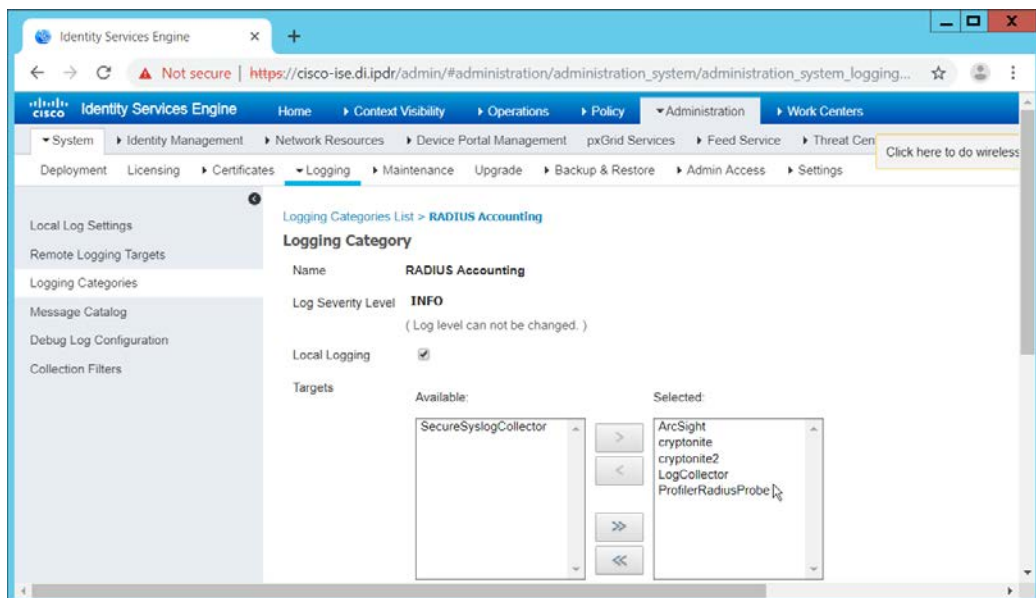 Identity Services Engine
Not secure | https://cisco-ise.di.ipdr/admin/#administration/administration_system/administration_system_logging...
cisco Identity Services Engine Home Context Visibility Operations Policy Administration Work Centers
System Identity Management Network Resources Device Portal Management pxGrid Services Feed Service Threat Cen
Click here to do wireless
Deployment Licensing Certificates Logging Maintenance Upgrade Backup & Restore Admin Access Settings
Local Log Settings
Remote Logging Targets
Logging Categories
Message Catalog
Debug Log Configuration
Collection Filters
Logging Categories List > RADIUS Accounting
Logging Category
Name RADIUS Accounting
Log Severity Level INFO
( Log level can not be changed. )
Local Logging
Targets
Available: Selected:
SecureSyslogCollector
ArcSight
cryptonite
cryptonite2
LogCollector
ProfilerRadiusProbe